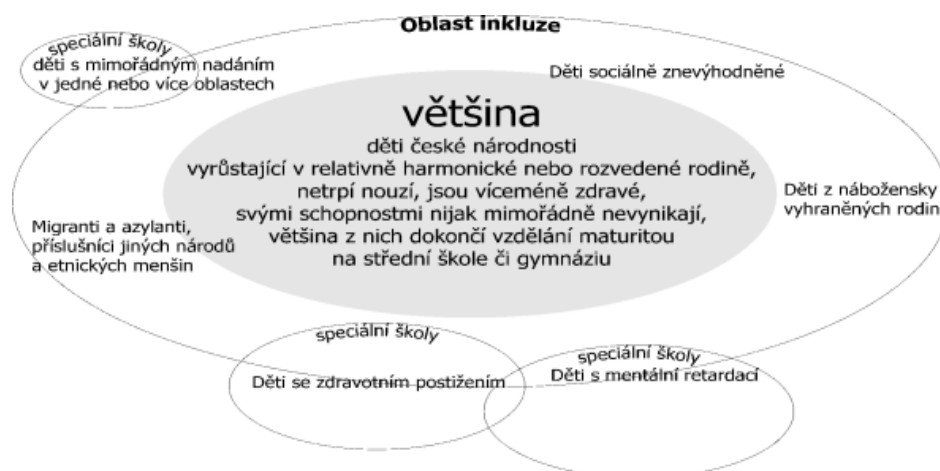 Oblast inkluze
speciální školy
děti s mimořádným nadáním
v jedné nebo více oblastech
Děti sociálně znevýhodněné
většina
děti české národnosti
vyrůstající v relativně harmonické nebo rozvedené rodině,
netrpí nouzí, jsou víceméně zdravé,
svými schopnostmi nijak mimořádně nevynikají,
většina z nich dokončí vzdělání maturitou
na střední škole či gymnáziu
Děti z nábožensky
vyhraněných rodin
Migranti a azylanti,
příslušníci jiných národů
a etnických menšin
speciální školy
Děti se zdravotním postižením
speciální školy
Děti s mentální retardací